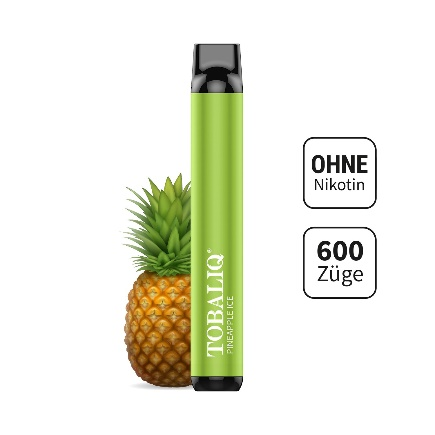 TOBALIQ®
PINEAPPLE ICE
OHNE
Nikotin
600
Züge